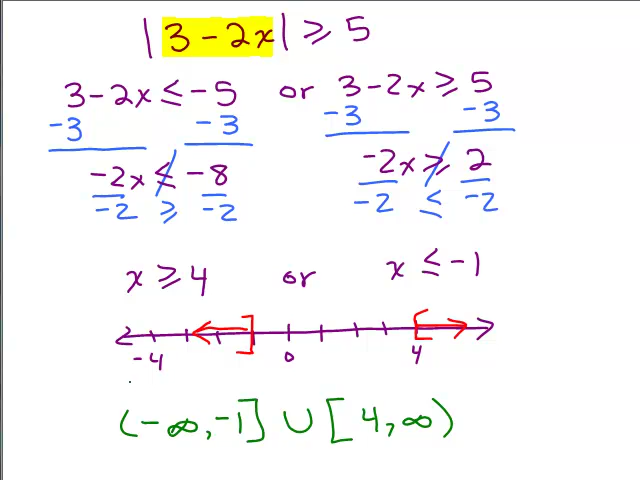 |3 - 2x| ≥ 5
3 - 2x ≤ -5 or 3 - 2x ≥ 5
-3 -3 -3 -3
-2x ≤ -8 -2x ≥ 2
-2 ≥ -2 -2 ≤ -2
x ≥ 4 or x ≤ -1
-4 0 4
(-∞, -1] ∪ [4, ∞)